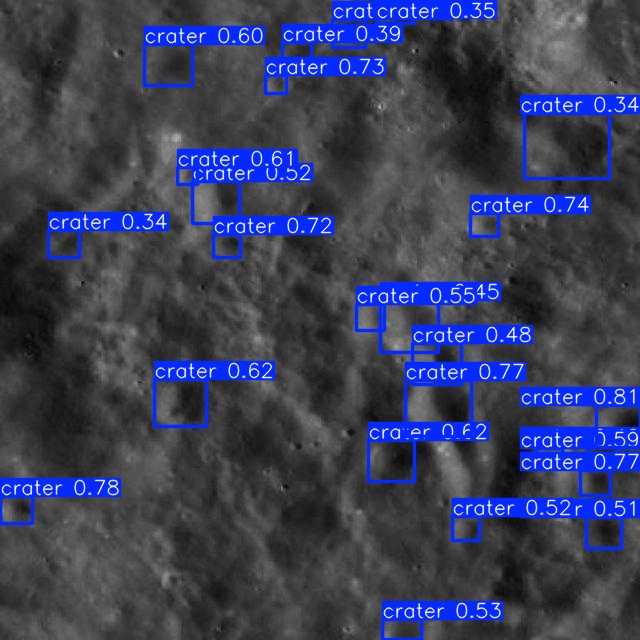 crater 0.35
crater 0.60
crater 0.39
crater 0.73
crater 0.34
crater 0.61
crater 0.52
crater 0.74
crater 0.34
crater 0.72
crater 0.55
crater 0.48
crater 0.62
crater 0.77
crater 0.81
crater 0.62
crater 0.59
crater 0.77
crater 0.78
crater 0.52
0.51
crater 0.53